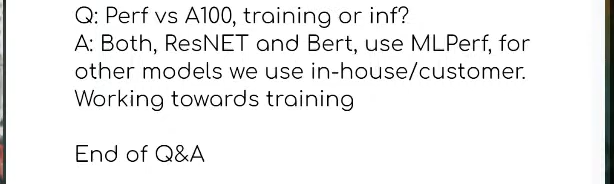 Q: Perf vs A100, training or inf?
A: Both, ResNET and Bert, use MLPerf, for
other models we use in-house/customer.
Working towards training
End of Q&A